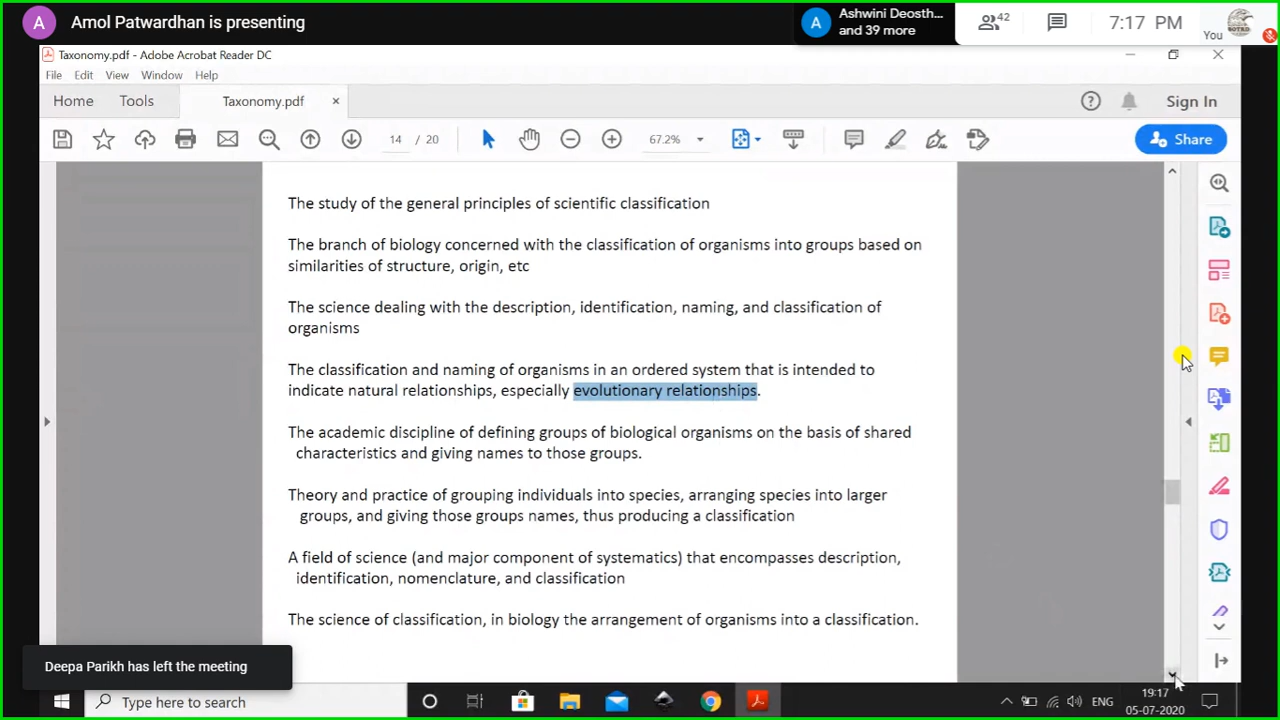 A
Amol Patwardhan is presenting
A
Ashwini Deosth...
and 39 more
42
7:17 PM
You
Taxonomy.pdf - Adobe Acrobat Reader DC
File Edit View Window Help
Home Tools Taxonomy.pdf × ? Sign In
14 / 20 67.2% Share
The study of the general principles of scientific classification
The branch of biology concerned with the classification of organisms into groups based on
similarities of structure, origin, etc
The science dealing with the description, identification, naming, and classification of
organisms
The classification and naming of organisms in an ordered system that is intended to
indicate natural relationships, especially evolutionary relationships.
The academic discipline of defining groups of biological organisms on the basis of shared
characteristics and giving names to those groups.
Theory and practice of grouping individuals into species, arranging species into larger
groups, and giving those groups names, thus producing a classification
A field of science (and major component of systematics) that encompasses description,
identification, nomenclature, and classification
The science of classification, in biology the arrangement of organisms into a classification.
Deepa Parikh has left the meeting
Type here to search
ENG
19:17
05-07-2020